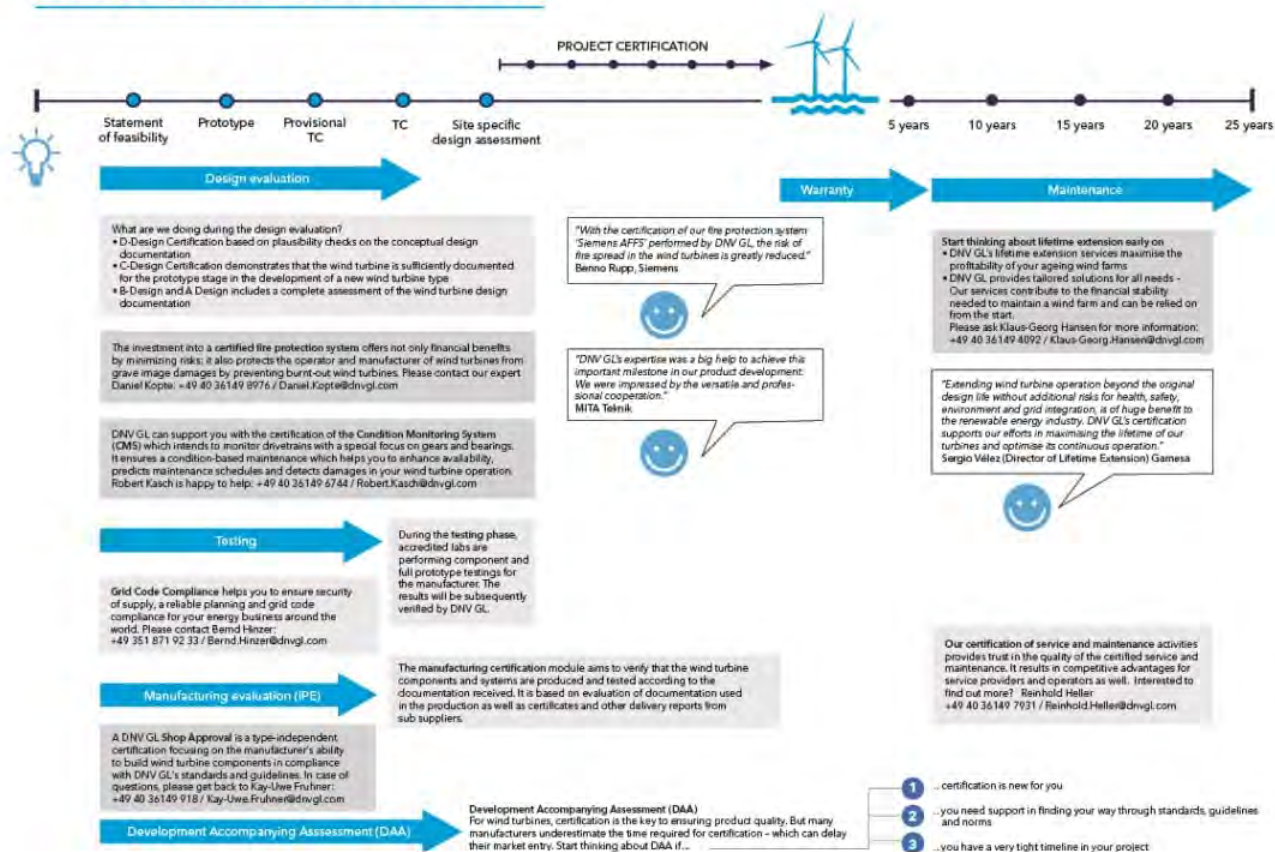 PROJECT CERTIFICATION
Statement
of feasibility
Prototype
Provisional
TC
TC
Site specific
design assessment
5 years
10 years
15 years
20 years
25 years
Design evaluation
Warranty
Maintenance
What are we doing during the design evaluation?
• D-Design Certification based on plausibility checks on the conceptual design
documentation
• C-Design Certification demonstrates that the wind turbine is sufficiently documented
for the prototype stage in the development of a new wind turbine type
• B-Design and A Design includes a complete assessment of the wind turbine design
documentation
The investment into a certified fire protection system offers not only financial benefits
by minimizing risks: it also protects the operator and manufacturer of wind turbines from
grave image damages by preventing burnt-out wind turbines. Please contact our expert
Daniel Kopte: +49 40 36149 8976 / Daniel.Kopte@dnvgl.com
DNV GL can support you with the certification of the Condition Monitoring System
(CMS) which intends to monitor drivetrains with a special focus on gears and bearings.
It ensures a condition-based maintenance which helps you to enhance availability,
predicts maintenance schedules and detects damages in your wind turbine operation.
Robert Kasch is happy to help: +49 40 36149 6744 / Robert.Kasch@dnvgl.com
"With the certification of our fire protection system
'Siemens AFFS' performed by DNV GL, the risk of
fire spread in the wind turbines is greatly reduced."
Benno Rupp, Siemens
"DNV GL's expertise was a big help to achieve this
important milestone in our product development.
We were impressed by the versatile and profes-
sional cooperation."
MITA Teknik
Start thinking about lifetime extension early on
• DNV GL's lifetime extension services maximise the
profitability of your ageing wind farms
• DNV GL provides tailored solutions for all needs –
Our services contribute to the financial stability
needed to maintain a wind farm and can be relied on
from the start.
Please ask Klaus-Georg Hansen for more information:
+49 40 36149 4092 / Klaus-Georg.Hansen@dnvgl.com
"Extending wind turbine operation beyond the original
design life without additional risks for health, safety,
environment and grid integration, is of huge benefit to
the renewable energy industry. DNV GL's certification
supports our efforts in maximising the lifetime of our
turbines and optimise its continuous operation."
Sergio Vélez (Director of Lifetime Extension) Gamesa
Testing
During the testing phase,
accredited labs are
performing component and
full prototype testings for
the manufacturer. The
results will be subsequently
verified by DNV GL.
Grid Code Compliance helps you to ensure security
of supply, a reliable planning and grid code
compliance for your energy business around the
world. Please contact Bernd Hinzer:
+49 351 871 92 33 / Bernd.Hinzer@dnvgl.com
Manufacturing evaluation (IPE)
The manufacturing certification module aims to verify that the wind turbine
components and systems are produced and tested according to the
documentation received. It is based on evaluation of documentation used
in the production as well as certificates and other delivery reports from
sub suppliers.
Our certification of service and maintenance activities
provides trust in the quality of the certified service and
maintenance. It results in competitive advantages for
service providers and operators as well. Interested to
find out more? Reinhold Heller
+49 40 36149 7931 / Reinhold.Heller@dnvgl.com
A DNV GL Shop Approval is a type-independent
certification focusing on the manufacturer's ability
to build wind turbine components in compliance
with DNV GL's standards and guidelines. In case of
questions, please get back to Kay-Uwe Fruhner:
+49 40 36149 918 / Kay-Uwe.Fruhner@dnvgl.com
Development Accompanying Asssessment (DAA)
Development Accompanying Assessment (DAA)
For wind turbines, certification is the key to ensuring product quality. But many
manufacturers underestimate the time required for certification – which can delay
their market entry. Start thinking about DAA if...
1 ...certification is new for you
2 ...you need support in finding your way through standards, guidelines
and norms
3 ...you have a very tight timeline in your project